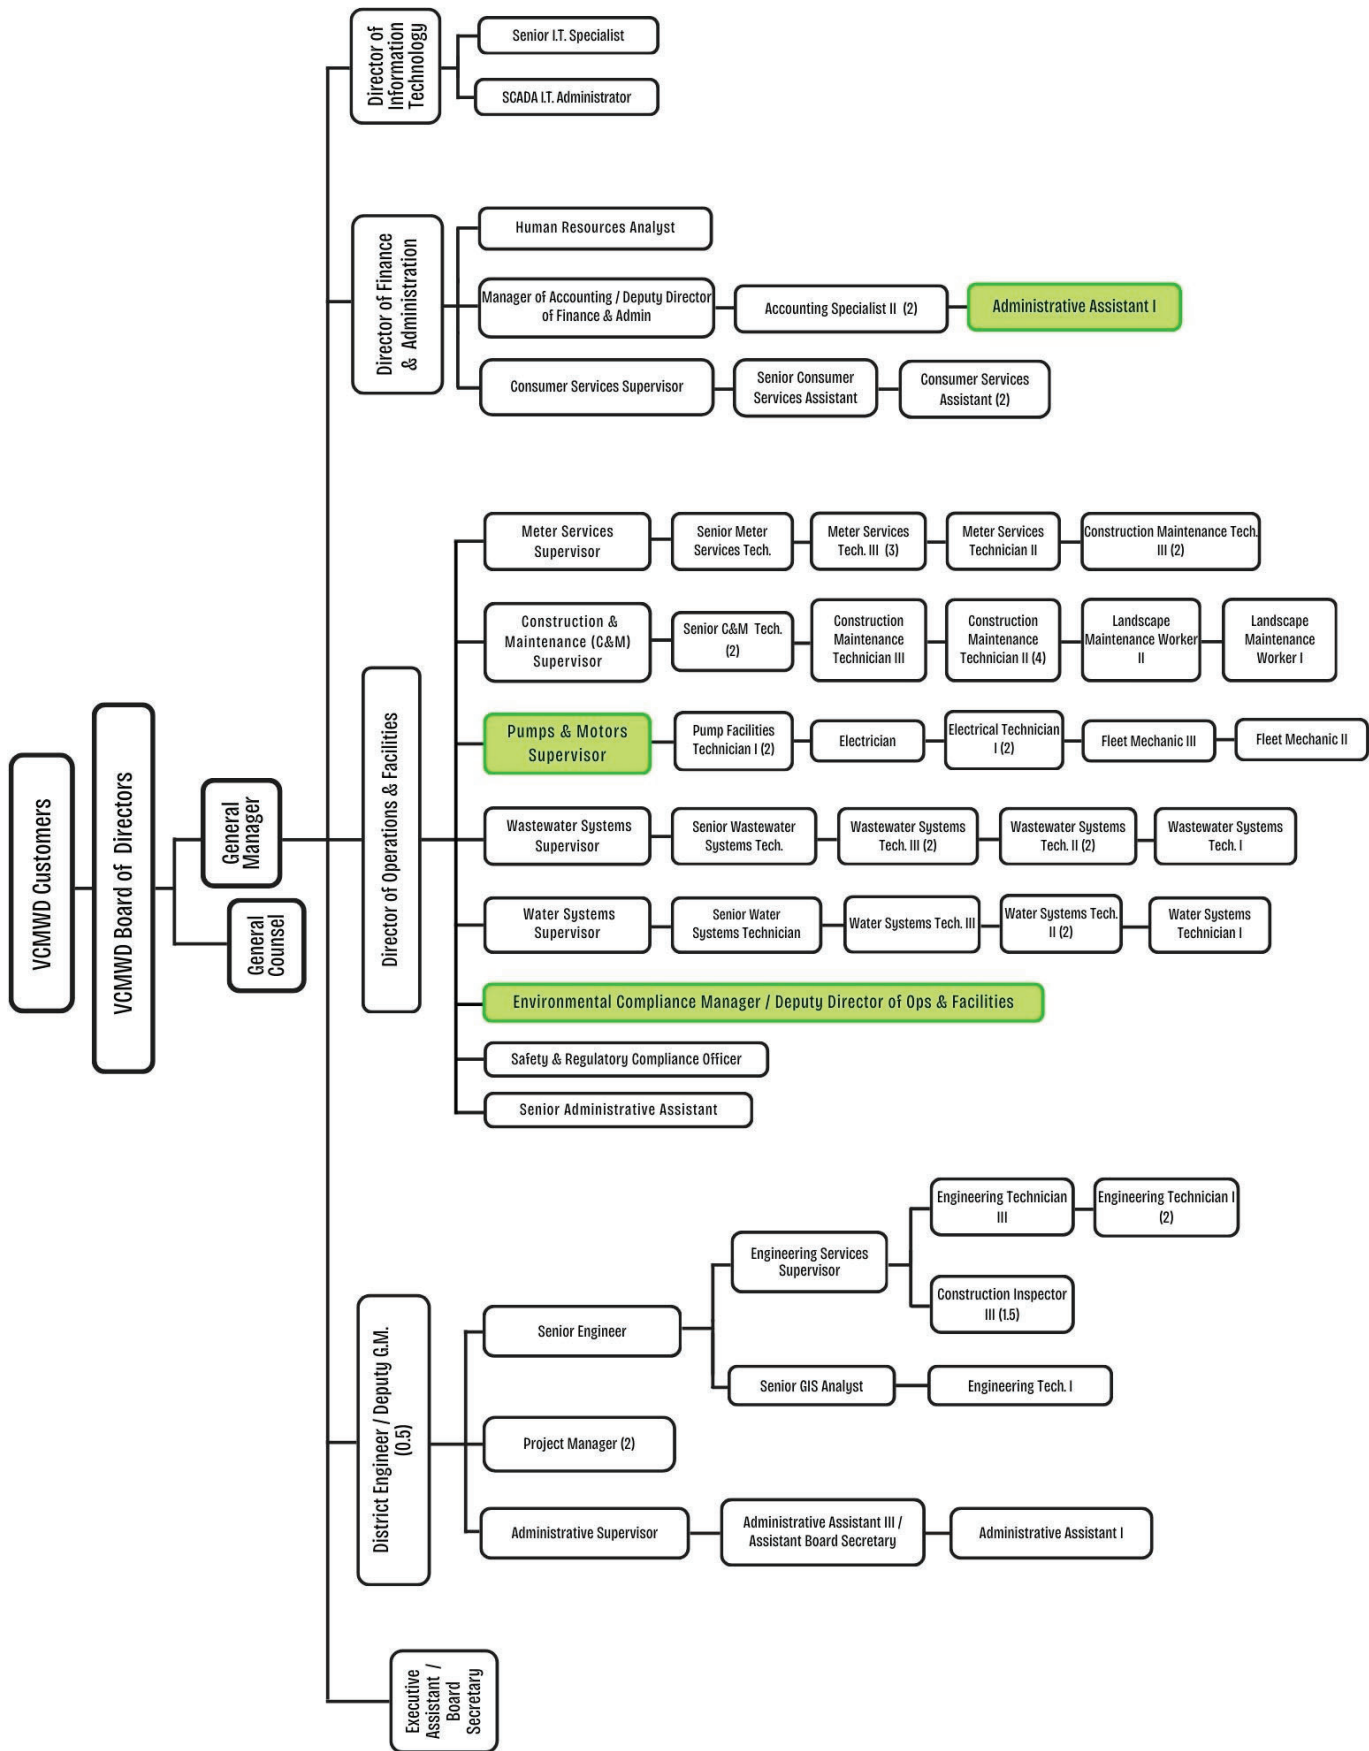 VCMWD Customers
VCMWD Board of Directors
General
Manager
General
Counsel
Director of
Information
Technology
Senior I.T. Specialist
SCADA I.T. Administrator
Director of Finance
& Administration
Human Resources Analyst
Manager of Accounting / Deputy Director
of Finance & Admin
Accounting Specialist II (2)
Administrative Assistant I
Consumer Services Supervisor
Senior Consumer
Services Assistant
Consumer Services
Assistant (2)
Director of Operations & Facilities
Meter Services
Supervisor
Senior Meter
Services Tech.
Meter Services
Tech. III (3)
Meter Services
Technician II
Construction Maintenance Tech.
III (2)
Construction &
Maintenance (C&M)
Supervisor
Senior C&M Tech.
(2)
Construction
Maintenance
Technician III
Construction
Maintenance
Technician II (4)
Landscape
Maintenance Worker
II
Landscape
Maintenance
Worker I
Pumps & Motors
Supervisor
Pump Facilities
Technician I (2)
Electrician
Electrical Technician
I (2)
Fleet Mechanic III
Fleet Mechanic II
Wastewater Systems
Supervisor
Senior Wastewater
Systems Tech.
Wastewater Systems
Tech. III (2)
Wastewater Systems
Tech. II (2)
Wastewater Systems
Tech. I
Water Systems
Supervisor
Senior Water
Systems Technician
Water Systems Tech. III
Water Systems Tech.
II (2)
Water Systems
Technician I
Environmental Compliance Manager / Deputy Director of Ops & Facilities
Safety & Regulatory Compliance Officer
Senior Administrative Assistant
District Engineer / Deputy G.M.
(0.5)
Senior Engineer
Engineering Services
Supervisor
Engineering Technician
III
Engineering Technician I
(2)
Construction Inspector
III (1.5)
Senior GIS Analyst
Engineering Tech. I
Project Manager (2)
Administrative Supervisor
Administrative Assistant III /
Assistant Board Secretary
Administrative Assistant I
Executive
Assistant /
Board
Secretary